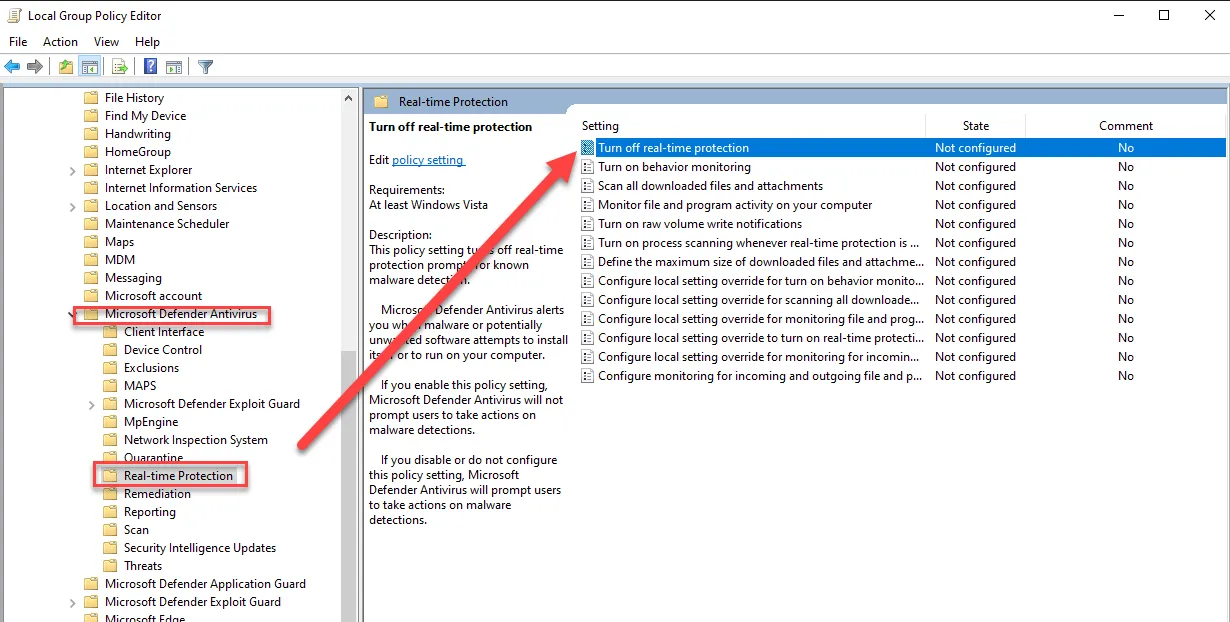 Local Group Policy Editor
File Action View Help
File History
Find My Device
Handwriting
HomeGroup
Internet Explorer
Internet Information Services
Location and Sensors
Maintenance Scheduler
Maps
MDM
Messaging
Microsoft account
Microsoft Defender Antivirus
Client Interface
Device Control
Exclusions
MAPS
Microsoft Defender Exploit Guard
MpEngine
Network Inspection System
Quarantine
Real-time Protection
Remediation
Reporting
Scan
Security Intelligence Updates
Threats
Microsoft Defender Application Guard
Microsoft Defender Exploit Guard
Microsoft Edge
Real-time Protection
Turn off real-time protection
Edit policy setting
Requirements:
At least Windows Vista
Description:
This policy setting turns off real-time
protection prompts for known
malware detection.
Microsoft Defender Antivirus alerts
you when malware or potentially
unwanted software attempts to install
itself or to run on your computer.
If you enable this policy setting,
Microsoft Defender Antivirus will not
prompt users to take actions on
malware detections.
If you disable or do not configure
this policy setting, Microsoft
Defender Antivirus will prompt users
to take actions on malware
detections.
Setting State Comment
Turn off real-time protection Not configured No
Turn on behavior monitoring Not configured No
Scan all downloaded files and attachments Not configured No
Monitor file and program activity on your computer Not configured No
Turn on raw volume write notifications Not configured No
Turn on process scanning whenever real-time protection is ... Not configured No
Define the maximum size of downloaded files and attachme... Not configured No
Configure local setting override for turn on behavior monito... Not configured No
Configure local setting override for scanning all downloade... Not configured No
Configure local setting override for monitoring file and prog... Not configured No
Configure local setting override to turn on real-time protecti... Not configured No
Configure local setting override for monitoring for incomin... Not configured No
Configure monitoring for incoming and outgoing file and p... Not configured No